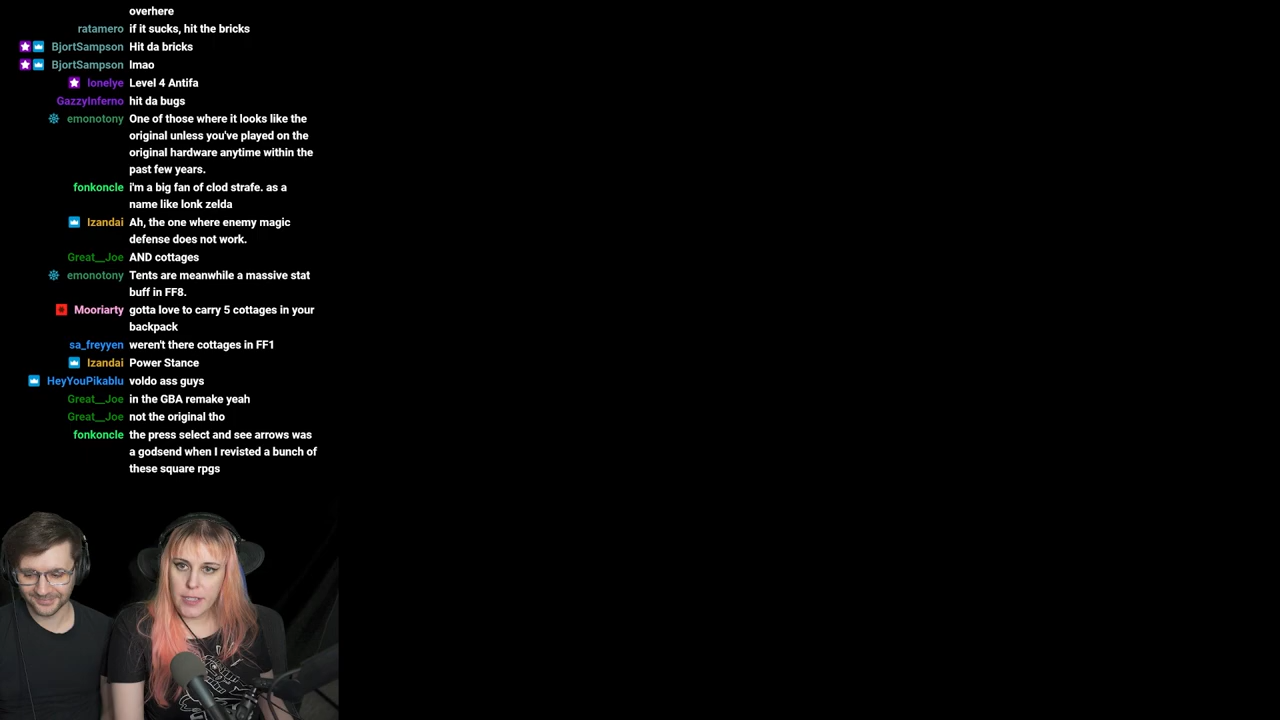 overhere
ratamero if it sucks, hit the bricks
BjortSampson Hit da bricks
BjortSampson lmao
lonelye Level 4 Antifa
GazzyInferno hit da bugs
emonotony One of those where it looks like the
original unless you've played on the
original hardware anytime within the
past few years.
fonkoncle i'm a big fan of clod strafe. as a
name like lonk zelda
Izandai Ah, the one where enemy magic
defense does not work.
Great__Joe AND cottages
emonotony Tents are meanwhile a massive stat
buff in FF8.
Mooriarty gotta love to carry 5 cottages in your
backpack
sa_freyyen weren't there cottages in FF1
Izandai Power Stance
HeyYouPikablu voldo ass guys
Great__Joe in the GBA remake yeah
Great__Joe not the original tho
fonkoncle the press select and see arrows was
a godsend when I revisted a bunch of
these square rpgs